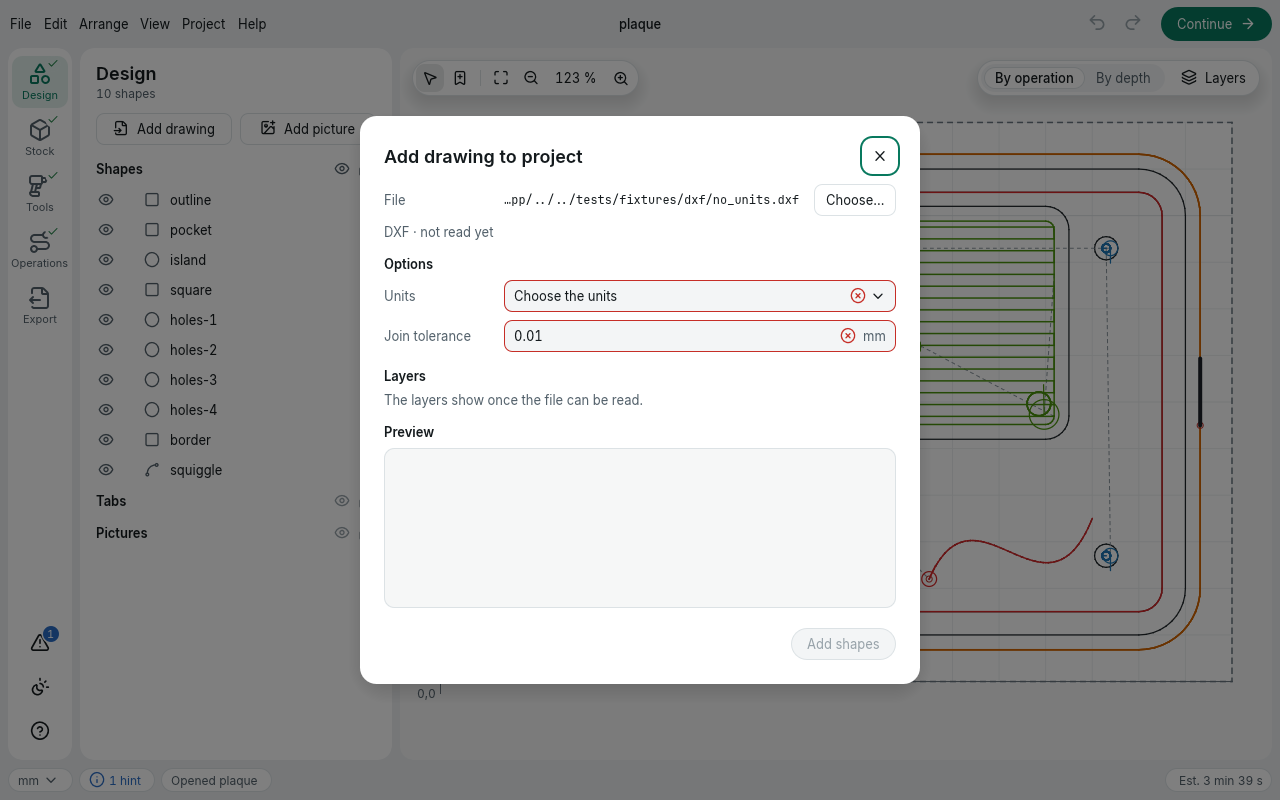 File Edit Arrange View Project Help
plaque
Continue
Design
Stock
Tools
Operations
Export
1
Design
10 shapes
Add drawing
Add picture
Shapes
outline
pocket
island
square
holes-1
holes-2
holes-3
holes-4
border
squiggle
Tabs
Pictures
123 %
By operation
By depth
Layers
0,0
Add drawing to project
File
…pp/../../tests/fixtures/dxf/no_units.dxf
Choose…
DXF · not read yet
Options
Units
Choose the units
Join tolerance
0.01
mm
Layers
The layers show once the file can be read.
Preview
Add shapes
mm
1 hint
Opened plaque
Est. 3 min 39 s